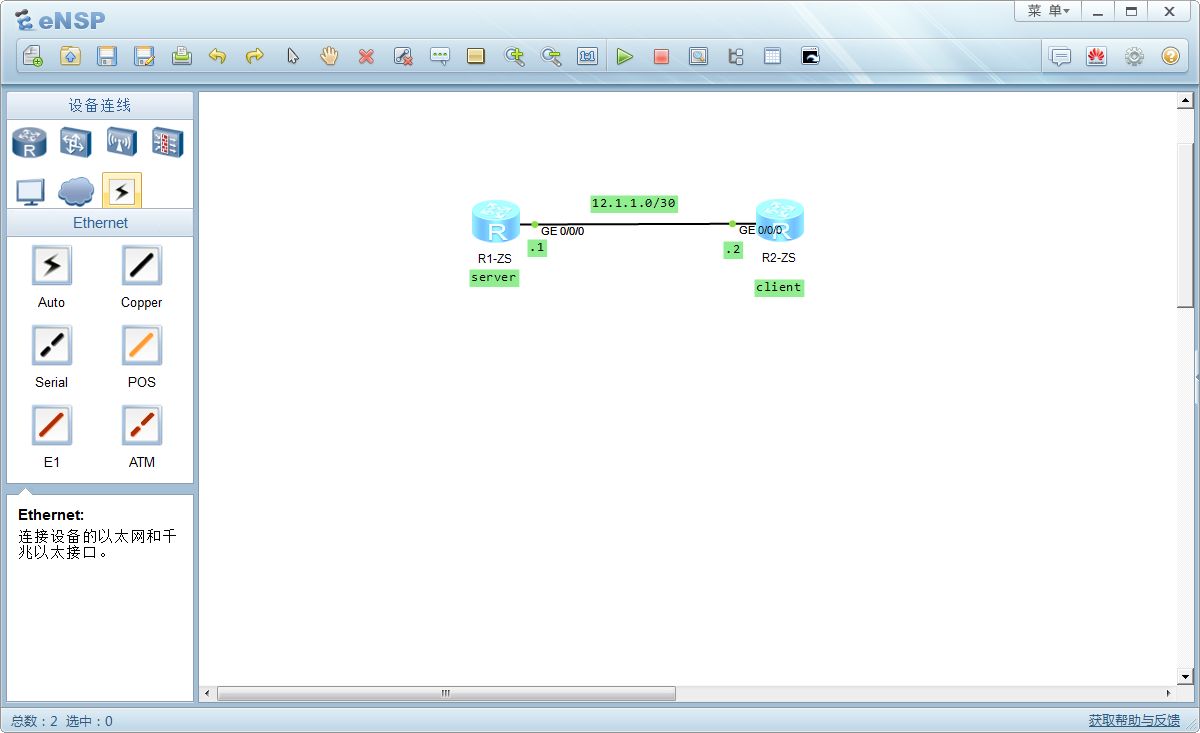 eNSP
菜 单
设备连线
Ethernet
Auto
Copper
Serial
POS
E1
ATM
Ethernet:
连接设备的以太网和千
兆以太接口。
12.1.1.0/30
GE 0/0/0
GE 0/0/0
.1
.2
R1-ZS
R2-ZS
server
client
总数：2 选中：0
获取帮助与反馈